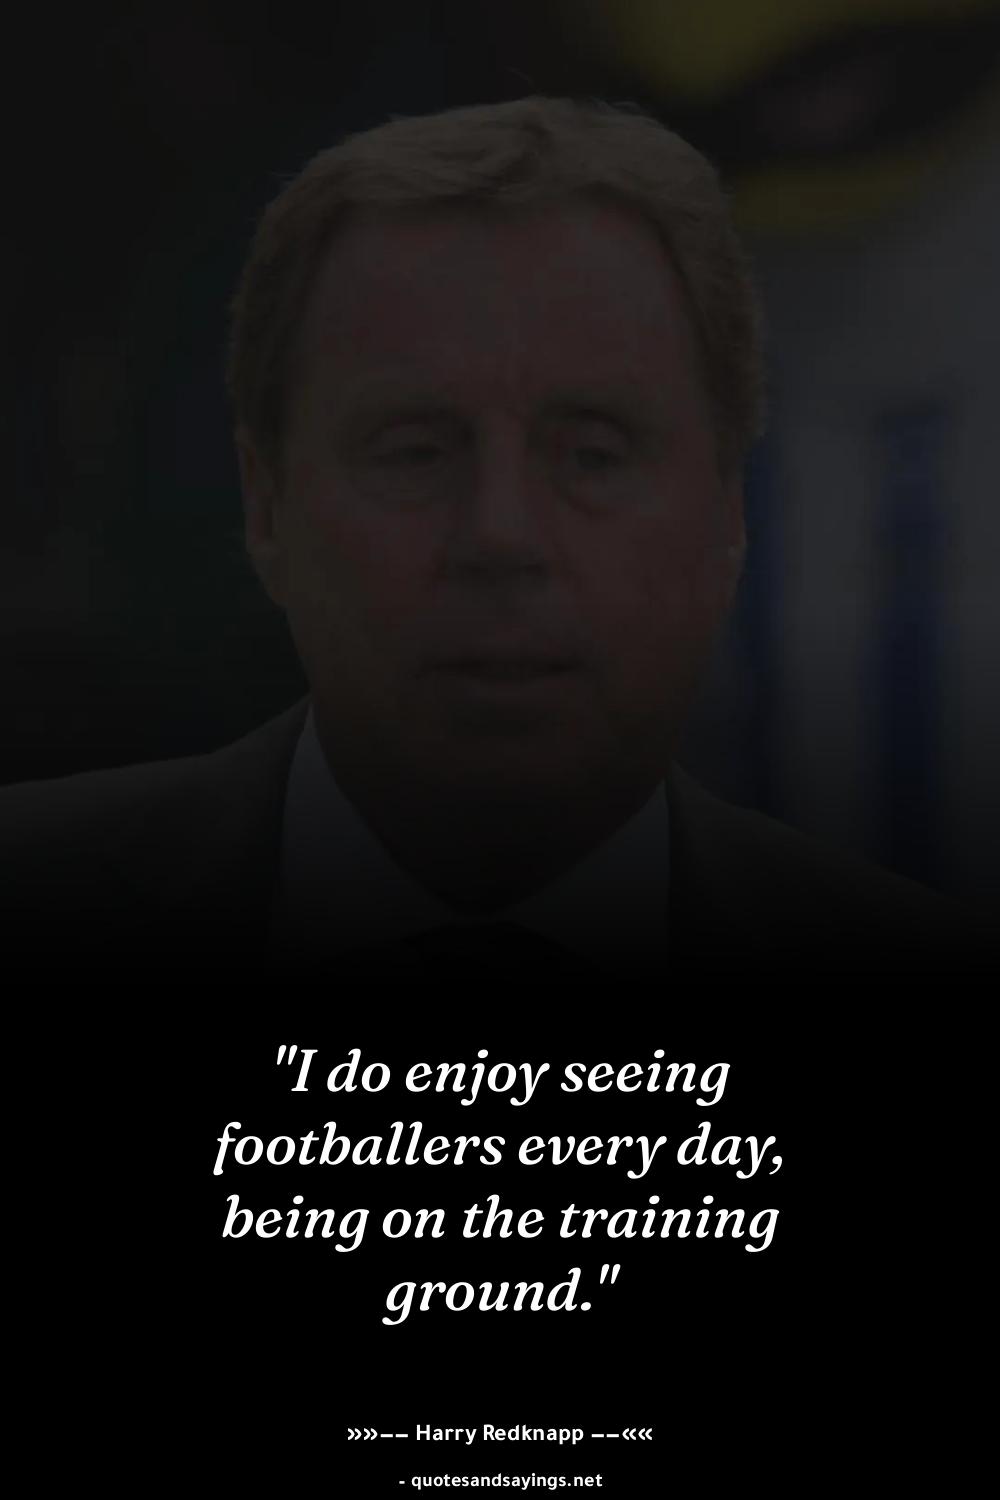 "I do enjoy seeing
footballers every day,
being on the training
ground."
»»−− Harry Redknapp −−««
- quotesandsayings.net